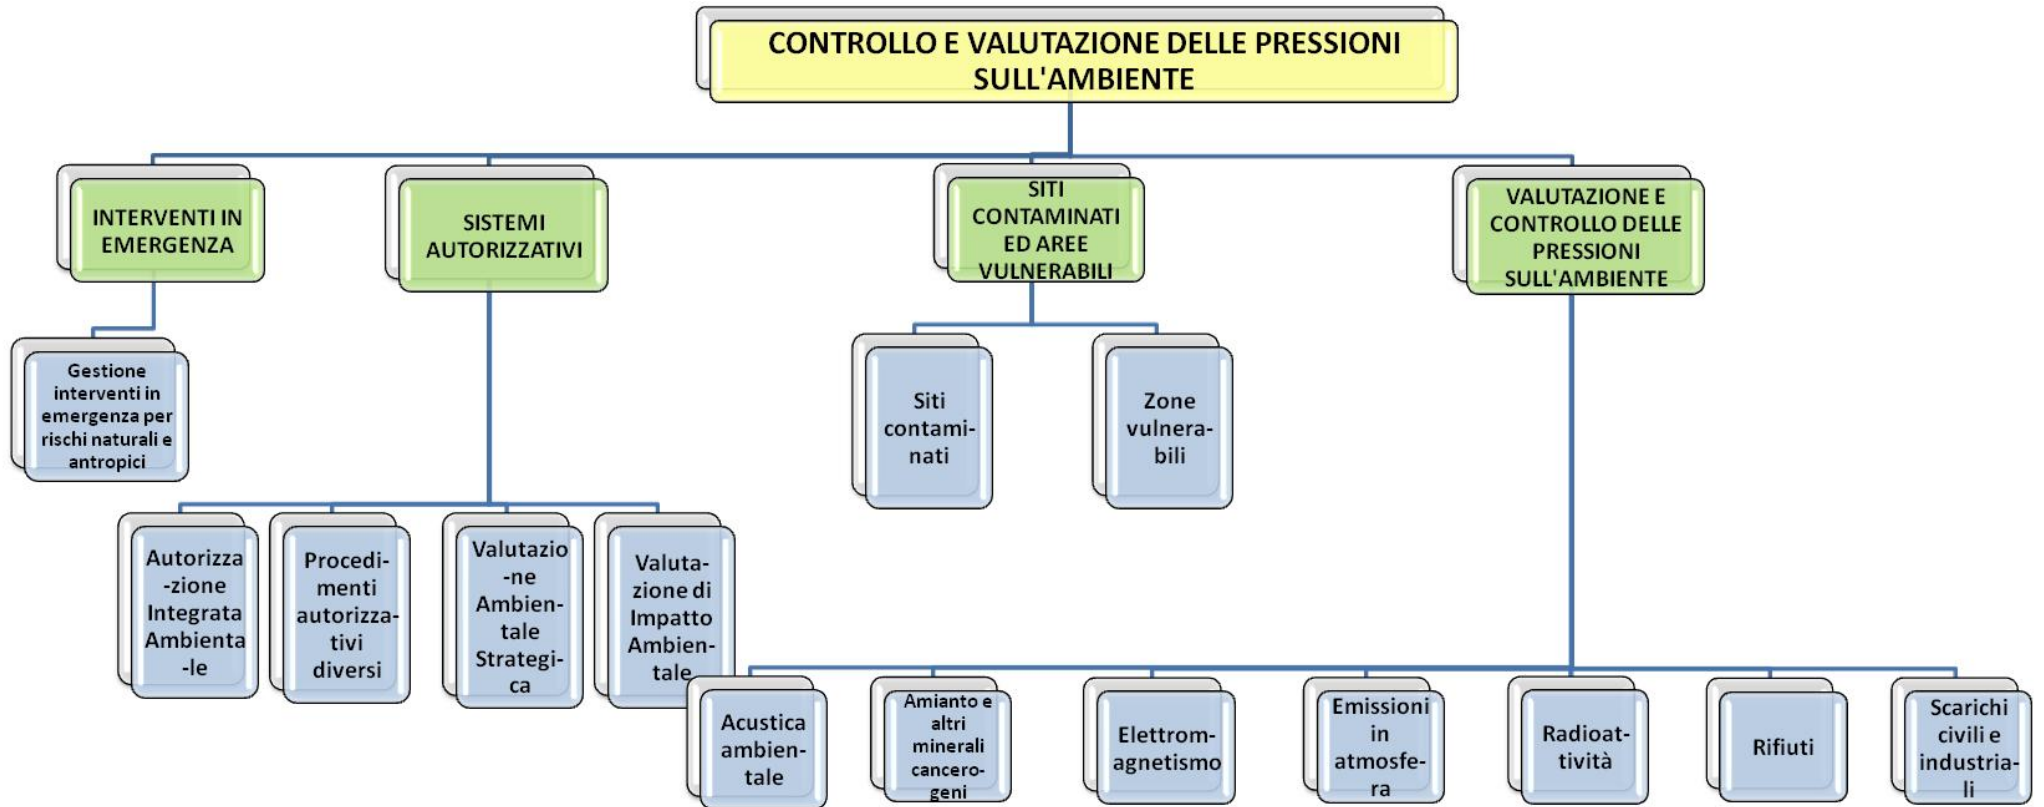 CONTROLLO E VALUTAZIONE DELLE PRESSIONI
SULL'AMBIENTE
INTERVENTI IN
EMERGENZA
SISTEMI
AUTORIZZATIVI
SITI
CONTAMINATI
ED AREE
VULNERABILI
VALUTAZIONE E
CONTROLLO DELLE
PRESSIONI
SULL'AMBIENTE
Gestione
interventi in
emergenza per
rischi naturali e
antropici
Siti
contami-
nati
Zone
vulnera-
bili
Autorizza
-zione
Integrata
Ambienta
-le
Procedi-
menti
autorizza-
tivi
diversi
Valutazio
-ne
Ambien-
tale
Strategi-
ca
Valuta-
zione di
Impatto
Ambien-
tale
Acustica
ambien-
tale
Amianto e
altri
minerali
cancero-
geni
Elettrom-
agnetismo
Emissioni
in
atmosfe-
ra
Radioat-
tività
Rifiuti
Scarichi
civili e
industria-
li